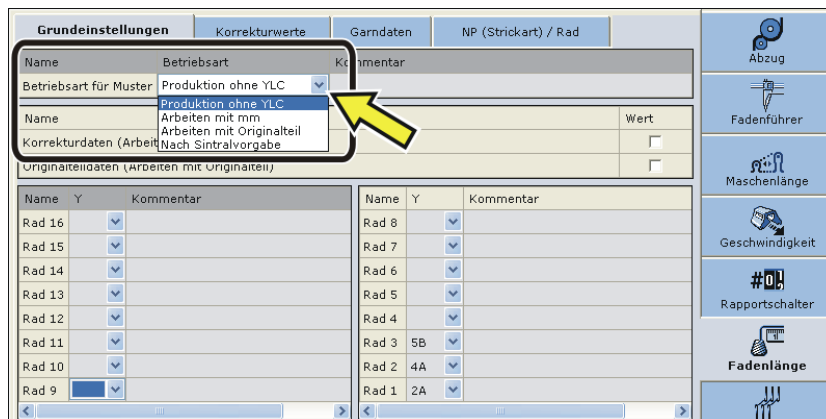 Grundeinstellungen
Korrekturwerte
Garndaten
NP (Strickart) / Rad
Name Betriebsart Kommentar
Betriebsart für Muster Produktion ohne YLC
Produktion ohne YLC
Arbeiten mit mm
Arbeiten mit Originalteil
Nach Sintralvorgabe
Name Wert
Korrekturdaten (Arbeit
Originalteildaten (Arbeiten mit Originalteil)
Name Y Kommentar
Rad 16
Rad 15
Rad 14
Rad 13
Rad 12
Rad 11
Rad 10
Rad 9
Name Y Kommentar
Rad 8
Rad 7
Rad 6
Rad 5
Rad 4
Rad 3 5B
Rad 2 4A
Rad 1 2A
Abzug
Fadenführer
Maschenlänge
Geschwindigkeit
Rapportschalter
Fadenlänge